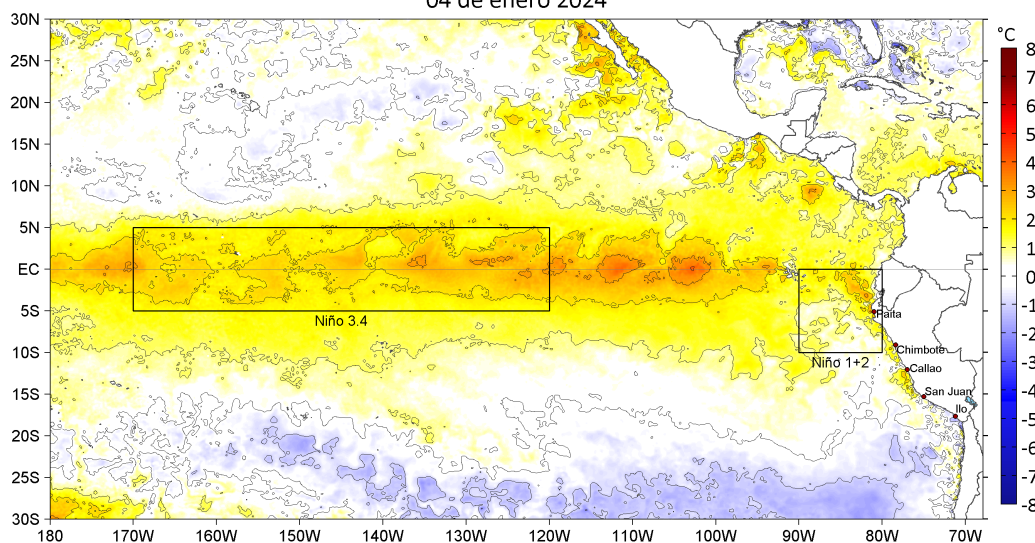 04 de enero 2024
°C
30N
25N
20N
15N
10N
5N
EC
5S
10S
15S
20S
25S
30S
180
170W
160W
150W
140W
130W
120W
110W
100W
90W
80W
70W
Niño 3.4
Niño 1+2
Paita
Chimbote
Callao
San Juan
Ilo
8
7
6
5
4
3
2
1
0
-1
-2
-3
-4
-5
-6
-7
-8